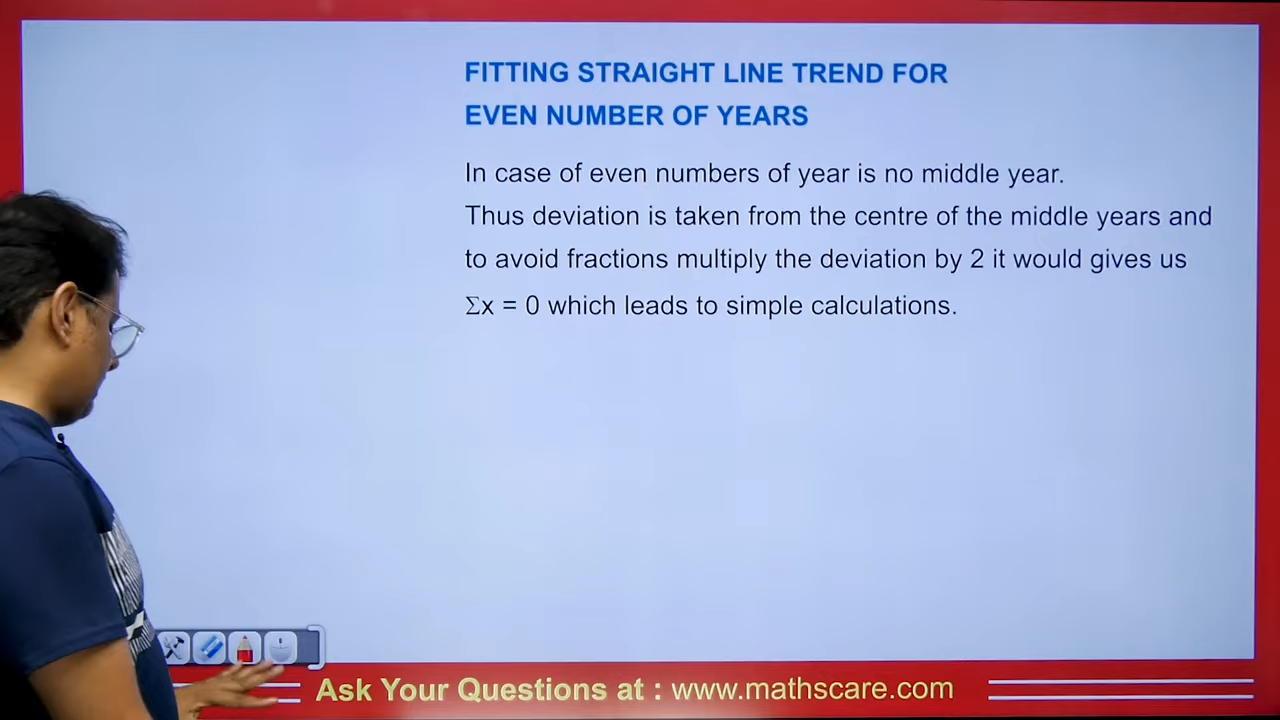 FITTING STRAIGHT LINE TREND FOR
EVEN NUMBER OF YEARS
In case of even numbers of year is no middle year.
Thus deviation is taken from the centre of the middle years and
to avoid fractions multiply the deviation by 2 it would gives us
Σx = 0 which leads to simple calculations.
Ask Your Questions at : www.mathscare.com